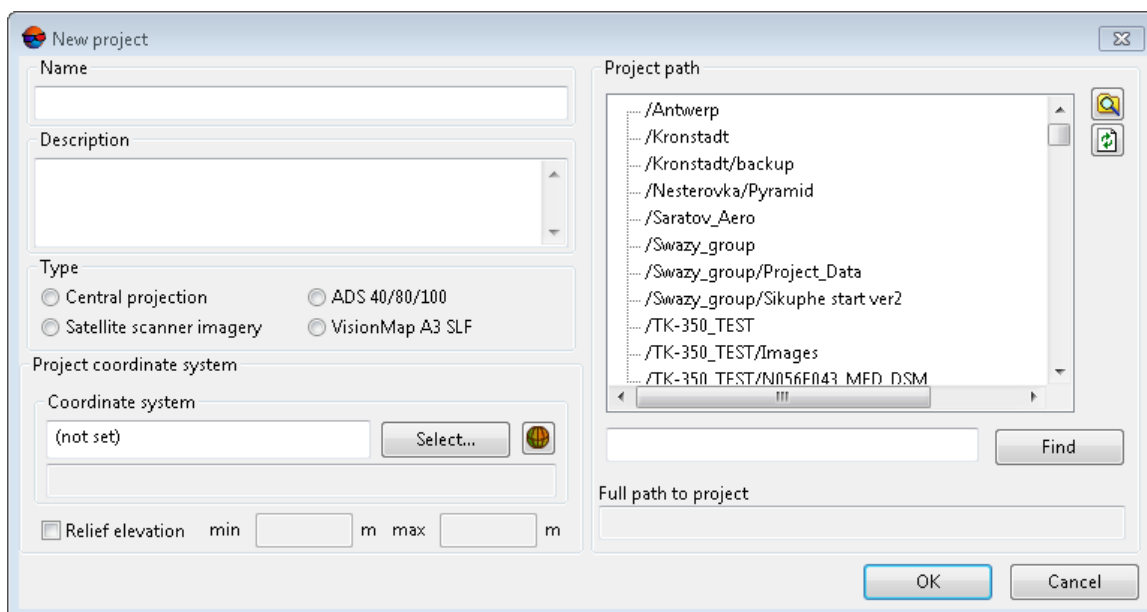 New project
Name
Description
Type
Central projection
ADS 40/80/100
Satellite scanner imagery
VisionMap A3 SLF
Project coordinate system
Coordinate system
(not set)
Select...
Relief elevation min m max m
Project path
/Antwerp
/Kronstadt
/Kronstadt/backup
/Nesterovka/Pyramid
/Saratov_Aero
/Swazy_group
/Swazy_group/Project_Data
/Swazy_group/Sikuphe start ver2
/TK-350_TEST
/TK-350_TEST/Images
/TK-350_TEST/N056E043_MED_DSM
Find
Full path to project
OK
Cancel